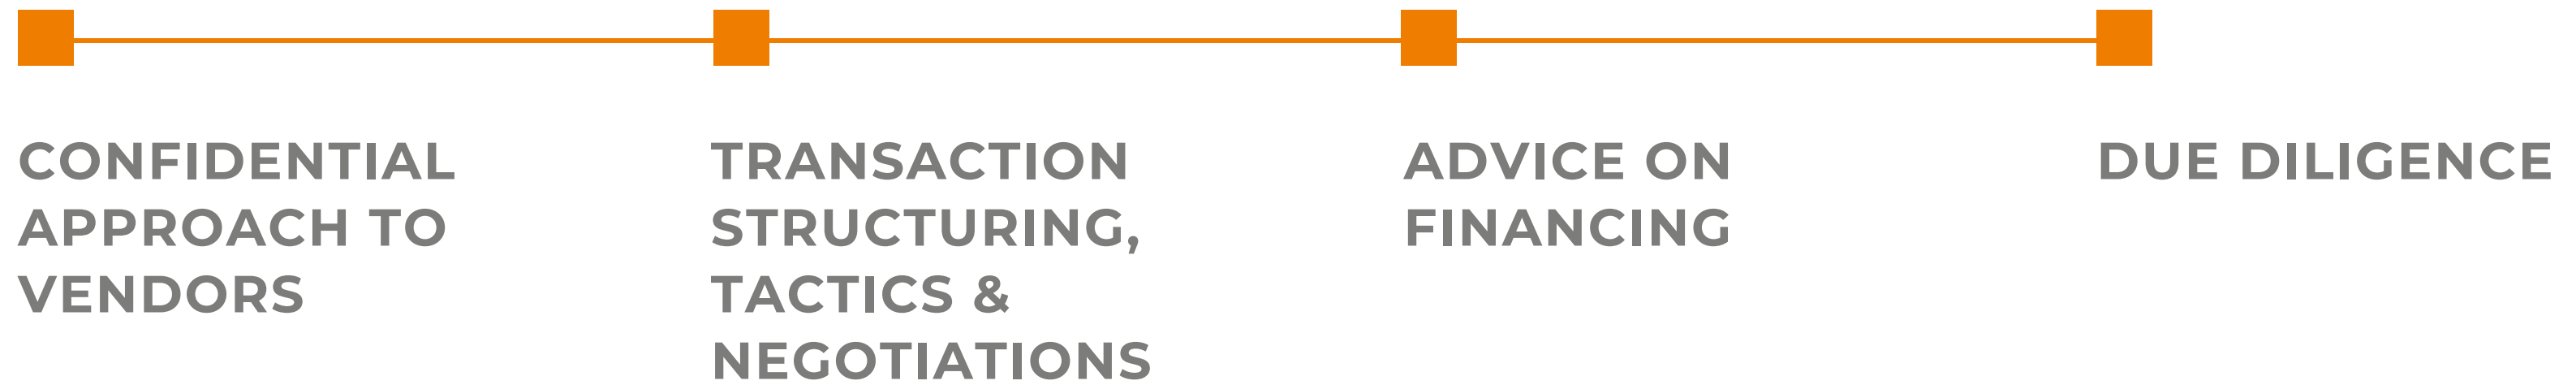 CONFIDENTIAL
APPROACH TO
VENDORS
TRANSACTION
STRUCTURING,
TACTICS &
NEGOTIATIONS
ADVICE ON
FINANCING
DUE DILIGENCE